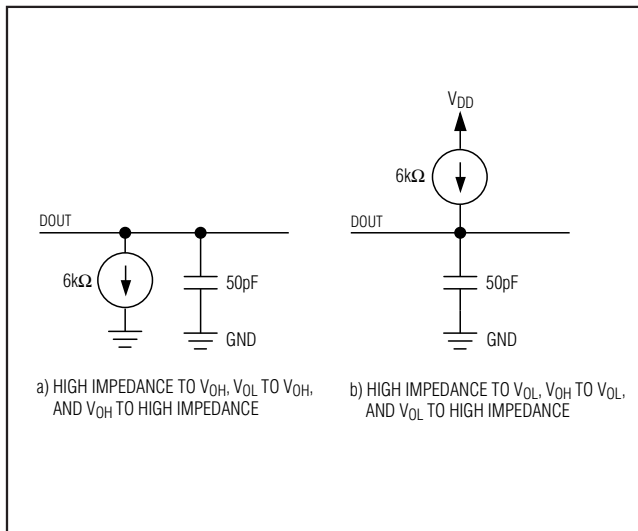 DOUT
6kΩ
50pF
GND
a) HIGH IMPEDANCE TO VOH, VOL TO VOH,
AND VOH TO HIGH IMPEDANCE
VDD
6kΩ
DOUT
50pF
GND
b) HIGH IMPEDANCE TO VOL, VOH TO VOL,
AND VOL TO HIGH IMPEDANCE